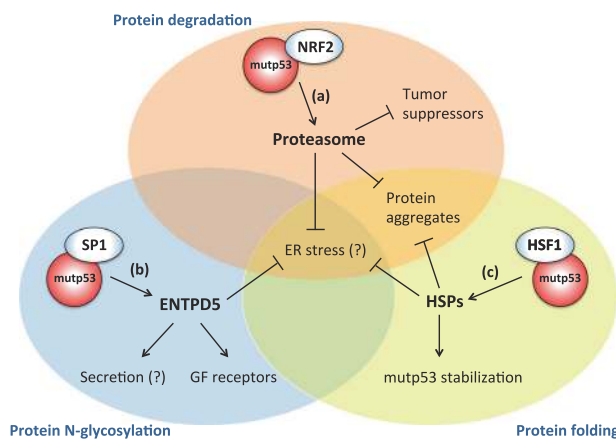 Protein degradation
NRF2
mutp53
(a)
Tumor
suppressors
Proteasome
Protein
aggregates
SP1
mutp53
(b)
ER stress (?)
HSF1
mutp53
(c)
ENTPD5
HSPs
Secretion (?)
GF receptors
mutp53 stabilization
Protein N-glycosylation
Protein folding